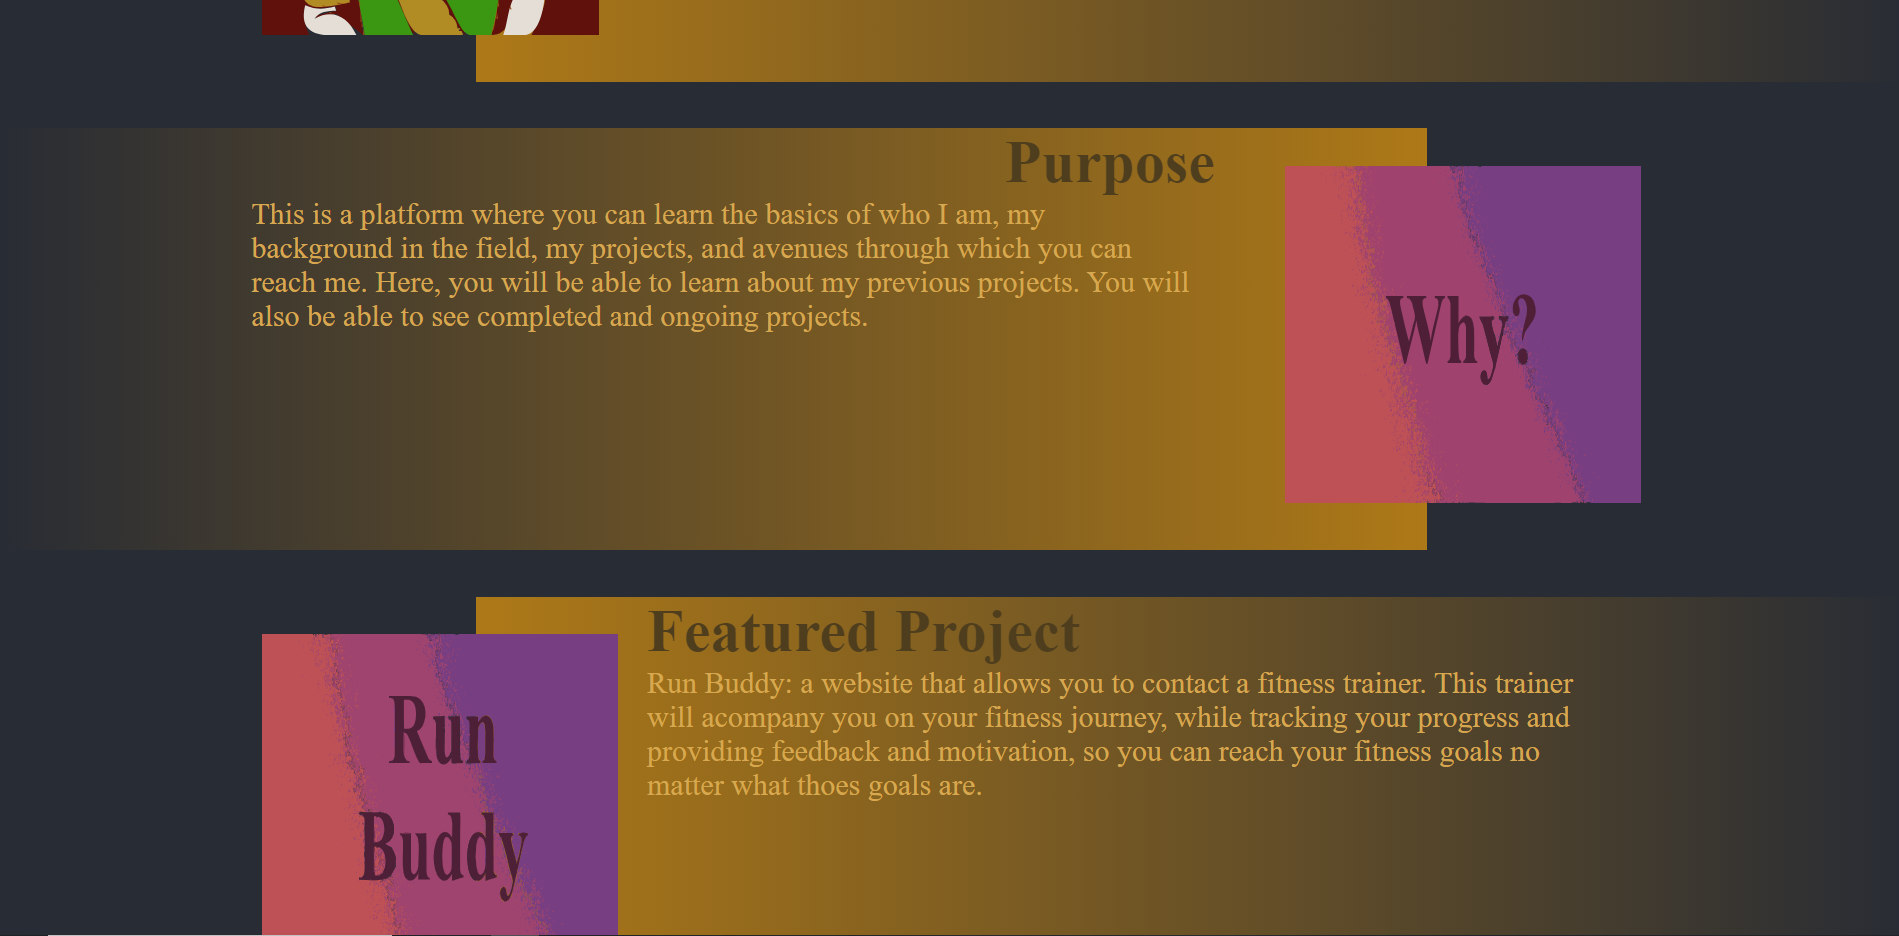 Purpose
This is a platform where you can learn the basics of who I am, my
background in the field, my projects, and avenues through which you can
reach me. Here, you will be able to learn about my previous projects. You will
also be able to see completed and ongoing projects.
Why?
Featured Project
Run Buddy: a website that allows you to contact a fitness trainer. This trainer
will acompany you on your fitness journey, while tracking your progress and
providing feedback and motivation, so you can reach your fitness goals no
matter what thoes goals are.
Run
Buddy